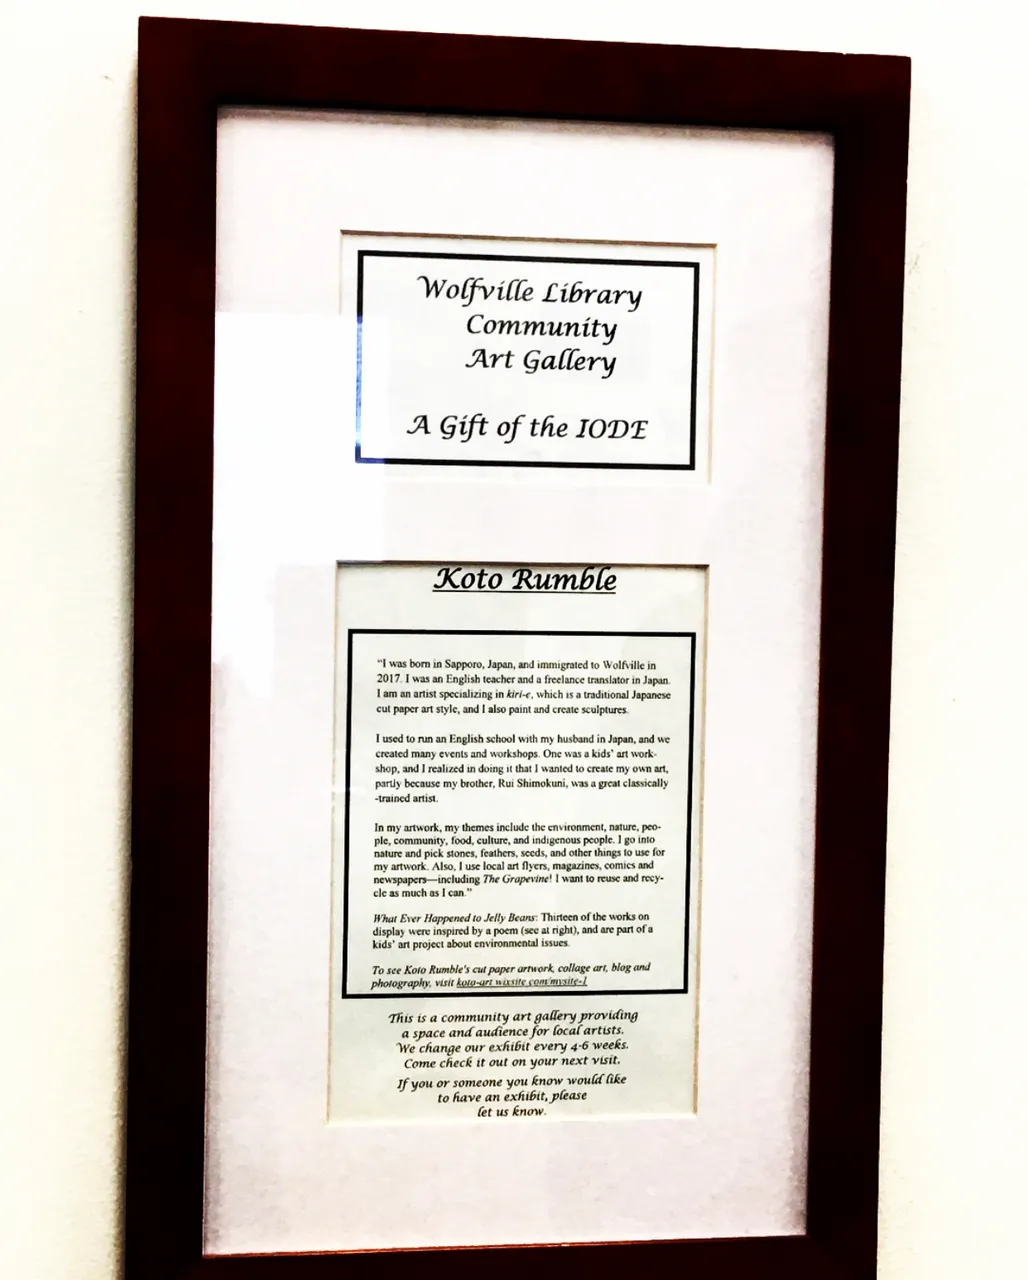 Wolfville Library
Community
Art Gallery
A Gift of the IODE
Koto Rumble
"I was born in Sapporo, Japan, and immigrated to Wolfville in
2017. I was an English teacher and a freelance translator in Japan.
I am an artist specializing in kiri-e, which is a traditional Japanese
cut paper art style, and I also paint and create sculptures.
I used to run an English school with my husband in Japan, and we
created many events and workshops. One was a kids' art work-
shop, and I realized in doing it that I wanted to create my own art,
partly because my brother, Rui Shimokuni, was a great classically
-trained artist.
In my artwork, my themes include the environment, nature, peo-
ple, community, food, culture, and indigenous people. I go into
nature and pick stones, feathers, seeds, and other things to use for
my artwork. Also, I use local art flyers, magazines, comics and
newspapers—including The Grapevine! I want to reuse and recy-
cle as much as I can."
What Ever Happened to Jelly Beans: Thirteen of the works on
display were inspired by a poem (see at right), and are part of a
kids' art project about environmental issues.
To see Koto Rumble's cut paper artwork, collage art, blog and
photography, visit koto-art.wixsite.com/mysite-1
This is a community art gallery providing
a space and audience for local artists.
We change our exhibit every 4-6 weeks.
Come check it out on your next visit.
If you or someone you know would like
to have an exhibit, please
let us know.